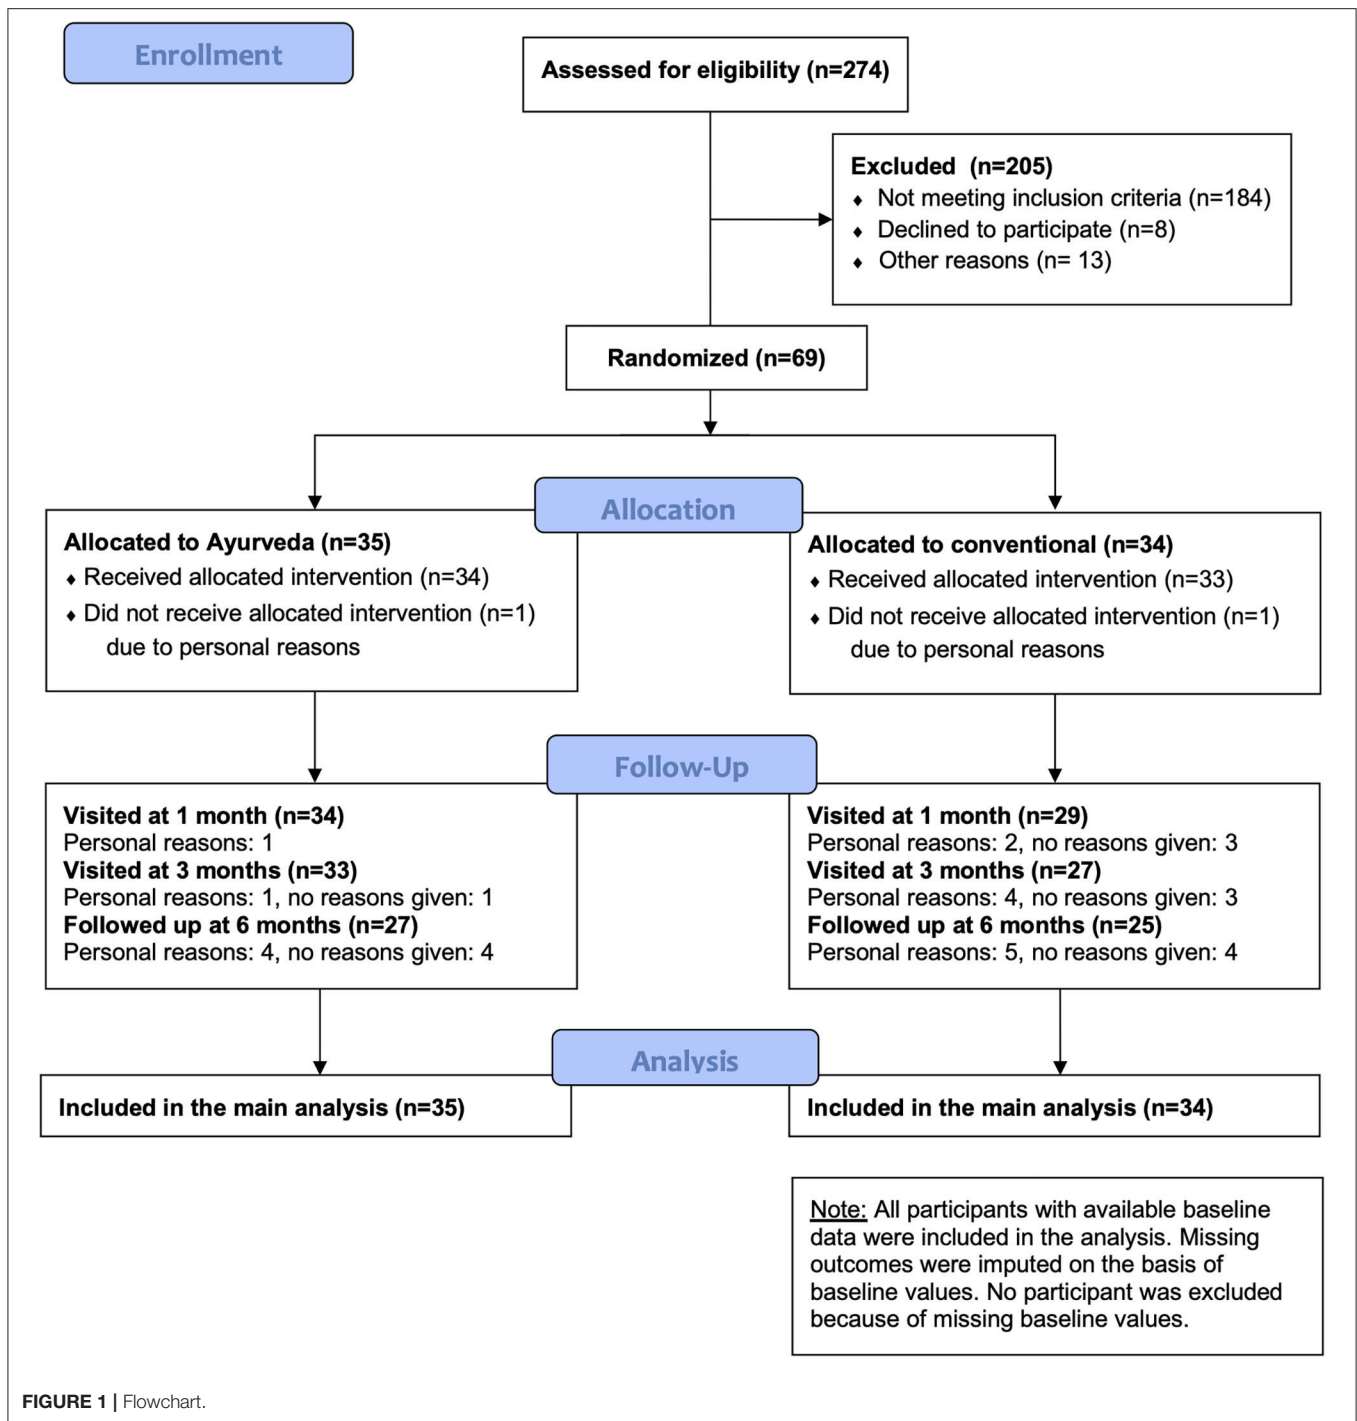 Enrollment
Assessed for eligibility (n=274)
Excluded (n=205)
♦ Not meeting inclusion criteria (n=184)
♦ Declined to participate (n=8)
♦ Other reasons (n= 13)
Randomized (n=69)
Allocation
Allocated to Ayurveda (n=35)
♦ Received allocated intervention (n=34)
♦ Did not receive allocated intervention (n=1)
due to personal reasons
Allocated to conventional (n=34)
♦ Received allocated intervention (n=33)
♦ Did not receive allocated intervention (n=1)
due to personal reasons
Follow-Up
Visited at 1 month (n=34)
Personal reasons: 1
Visited at 3 months (n=33)
Personal reasons: 1, no reasons given: 1
Followed up at 6 months (n=27)
Personal reasons: 4, no reasons given: 4
Visited at 1 month (n=29)
Personal reasons: 2, no reasons given: 3
Visited at 3 months (n=27)
Personal reasons: 4, no reasons given: 3
Followed up at 6 months (n=25)
Personal reasons: 5, no reasons given: 4
Analysis
Included in the main analysis (n=35)
Included in the main analysis (n=34)
Note: All participants with available baseline
data were included in the analysis. Missing
outcomes were imputed on the basis of
baseline values. No participant was excluded
because of missing baseline values.
FIGURE 1 | Flowchart.